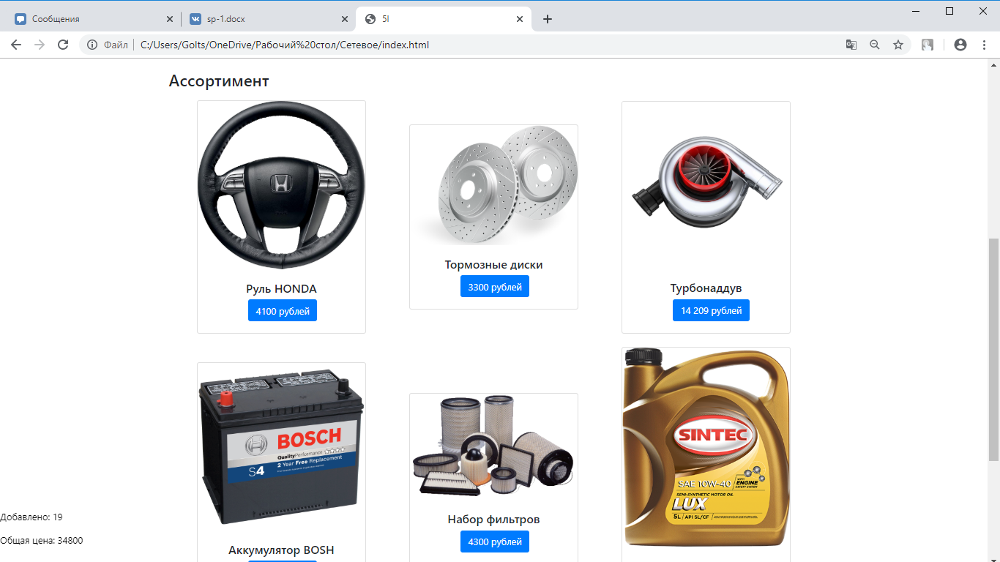 Сообщения
sp-1.docx
5l
Файл
C:/Users/Golts/OneDrive/Рабочий%20стол/Сетевое/index.html
Ассортимент
Руль HONDA
4100 рублей
Тормозные диски
3300 рублей
Турбонаддув
14 209 рублей
BOSCH
QualityPerformance
S4
2 Year Free Replacement
Аккумулятор BOSH
Набор фильтров
4300 рублей
SINTEC
SAE 10W-40
WITH
ENGINE
SAFETY SYSTEM
SEMI-SYNTHETIC MOTOR OIL
LUX
5L API SL/CF
Добавлено: 19
Общая цена: 34800